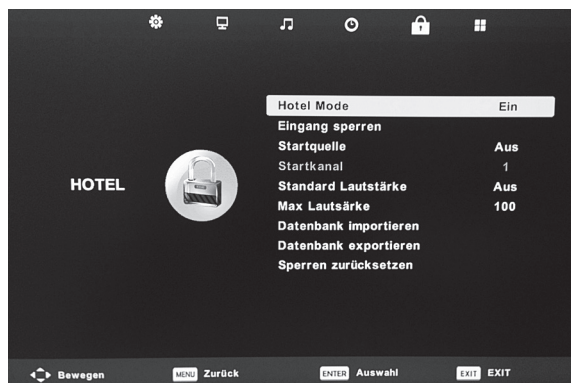 Hotel Mode Ein
Eingang sperren
Startquelle Aus
Startkanal 1
HOTEL
Standard Lautstärke Aus
Max Lautsärke 100
Datenbank importieren
Datenbank exportieren
Sperren zurücksetzen
Bewegen MENU Zurück ENTER Auswahl EXIT EXIT